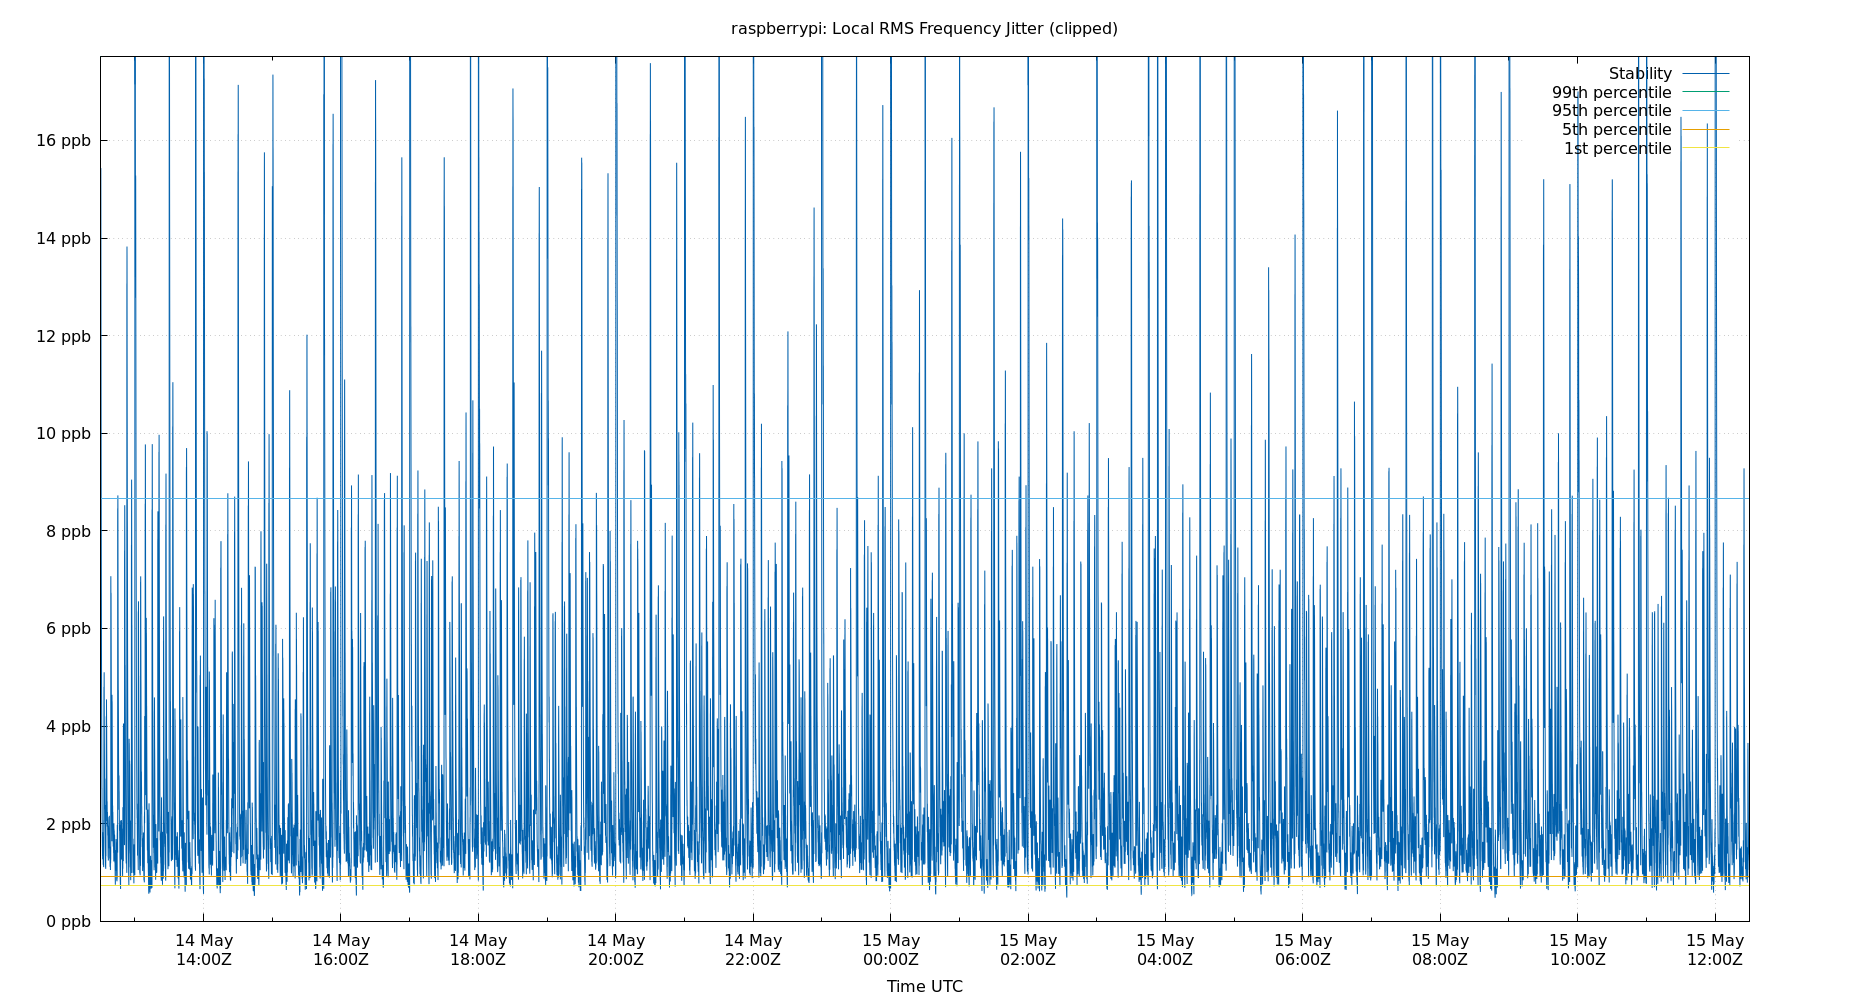 raspberrypi: Local RMS Frequency Jitter (clipped)
Stability
99th percentile
95th percentile
5th percentile
1st percentile
16 ppb
14 ppb
12 ppb
10 ppb
8 ppb
6 ppb
4 ppb
2 ppb
0 ppb
14 May 14 May 14 May 14 May 14 May 15 May 15 May 15 May 15 May 15 May 15 May 15 May
14:00Z 16:00Z 18:00Z 20:00Z 22:00Z 00:00Z 02:00Z 04:00Z 06:00Z 08:00Z 10:00Z 12:00Z
Time UTC